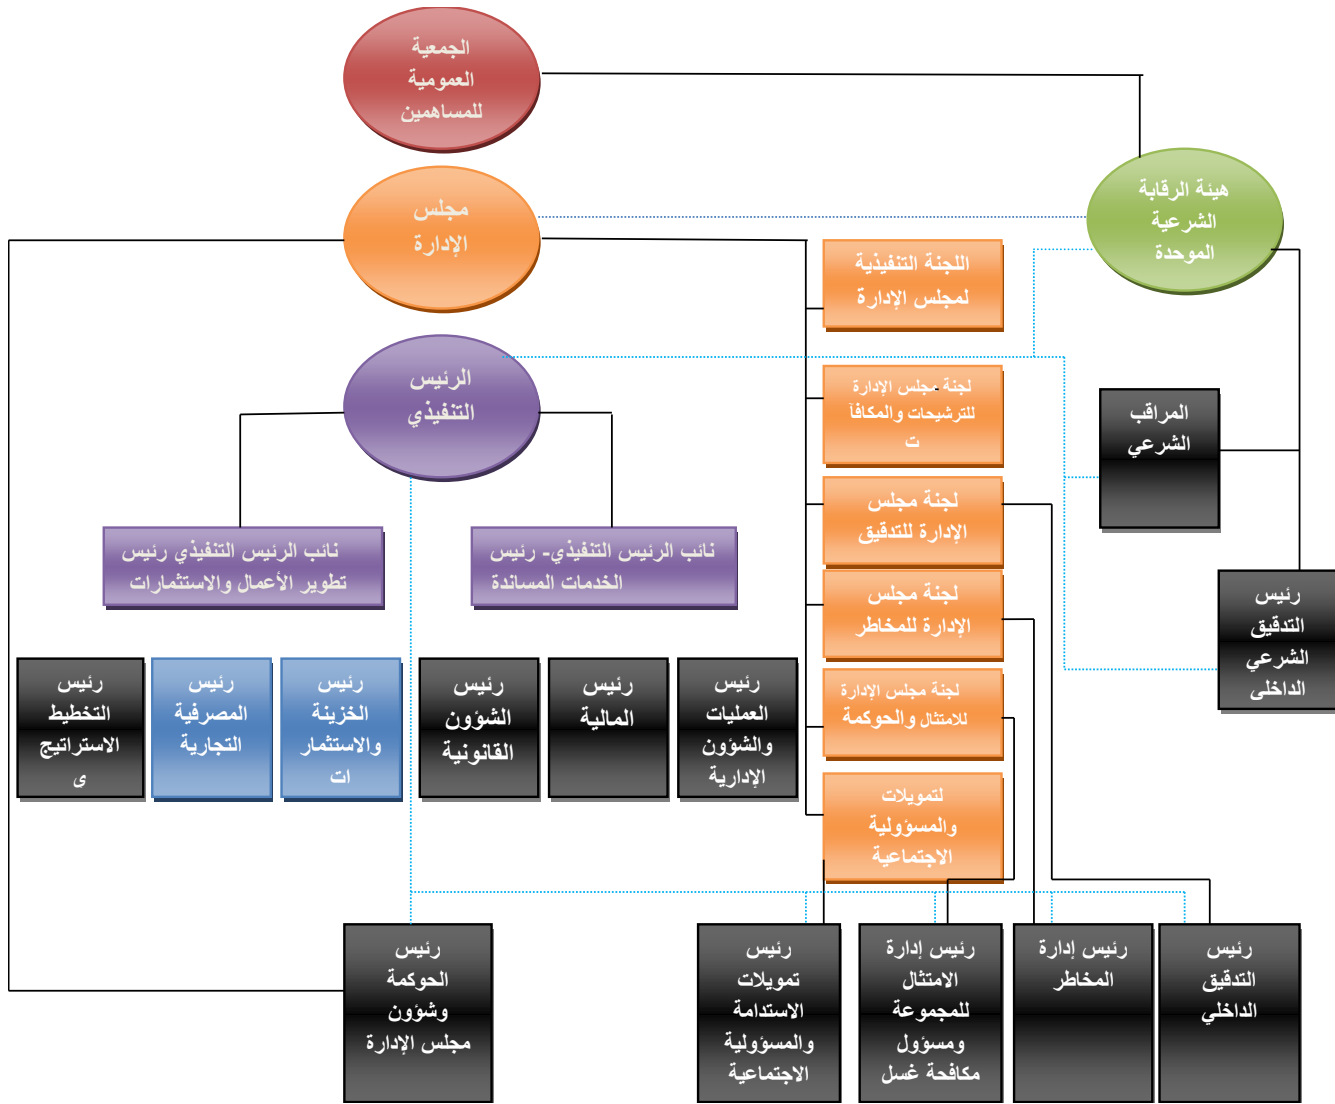 الجمعية
العمومية
للمساهمين
هيئة الرقابة
الشرعية
الموحدة
مجلس
الإدارة
اللجنة التنفيذية
لمجلس الإدارة
الرئيس
التنفيذي
لجنة مجلس الإدارة
للترشيحات والمكافآ
ت
المراقب
الشرعي
لجنة مجلس
الإدارة للتدقيق
نائب الرئيس التنفيذي- رئيس
الخدمات المساندة
نائب الرئيس التنفيذي رئيس
تطوير الأعمال والاستثمارات
لجنة مجلس
الإدارة للمخاطر
رئيس
التدقيق
الشرعي
الداخلى
لجنة مجلس الإدارة
للامتثال والحوكمة
رئيس
العمليات
والشؤون
الإدارية
رئيس
المالية
رئيس
الشؤون
القانونية
رئيس
الخزينة
والاستثمار
ات
رئيس
المصرفية
التجارية
رئيس
التخطيط
الاستراتيج
ى
لتمويلات
والمسؤولية
الاجتماعية
رئيس
التدقيق
الداخلي
رئيس إدارة
المخاطر
رئيس إدارة
الامتثال
للمجموعة
ومسؤول
مكافحة غسل
رئيس
تمويلات
الاستدامة
والمسؤولية
الاجتماعية
رئيس
الحوكمة
وشؤون
مجلس الإدارة